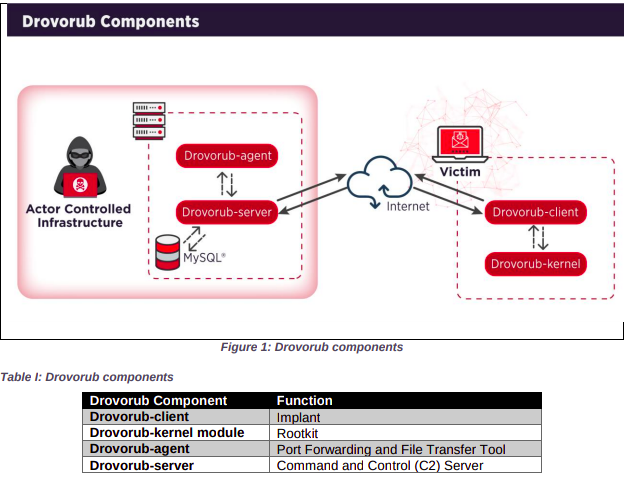 Drovorub Components
Drovorub-agent
Victim
Actor Controlled
Infrastructure
Drovorub-server
Internet
Drovorub-client
MySQL®
Drovorub-kernel
Figure 1: Drovorub components
Table I: Drovorub components
Drovorub Component Function
Drovorub-client Implant
Drovorub-kernel module Rootkit
Drovorub-agent Port Forwarding and File Transfer Tool
Drovorub-server Command and Control (C2) Server